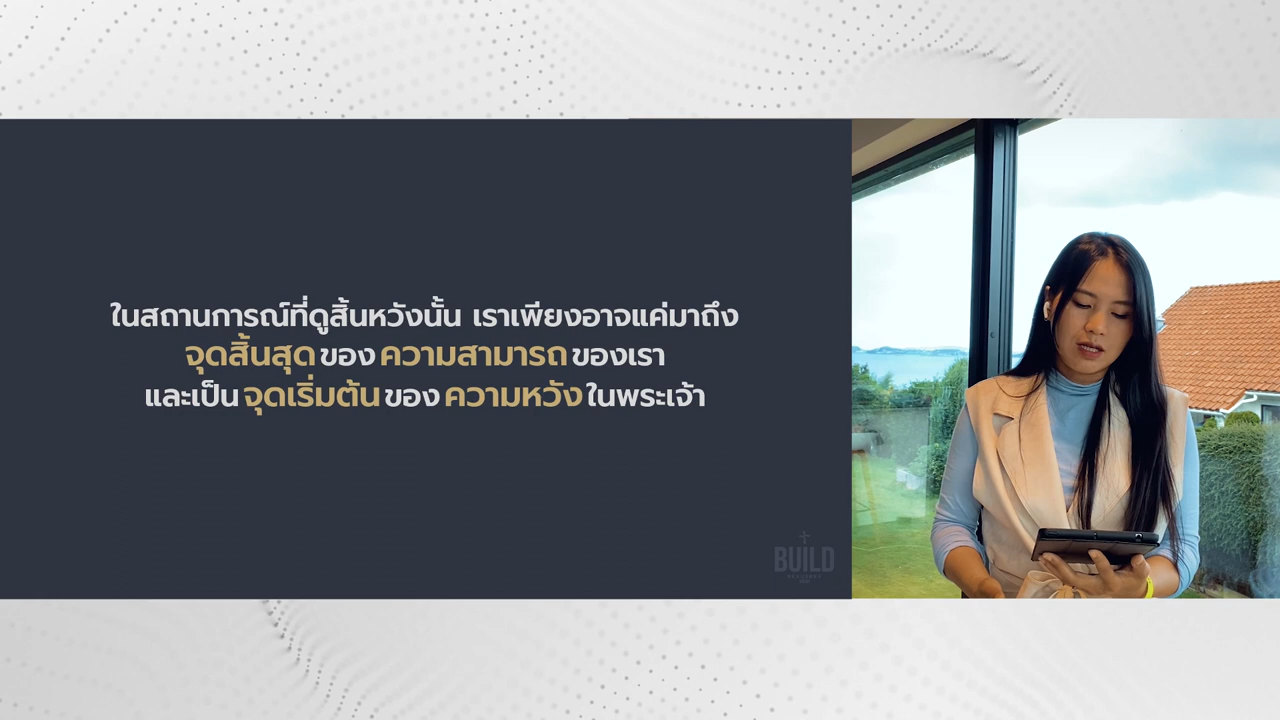 ในสถานการณ์ที่ดูสิ้นหวังนั้น เราเพียงอาจแค่มาถึง
จุดสิ้นสุดของความสามารถของเรา
และเป็นจุดเริ่มต้นของความหวังในพระเจ้า
BUILD